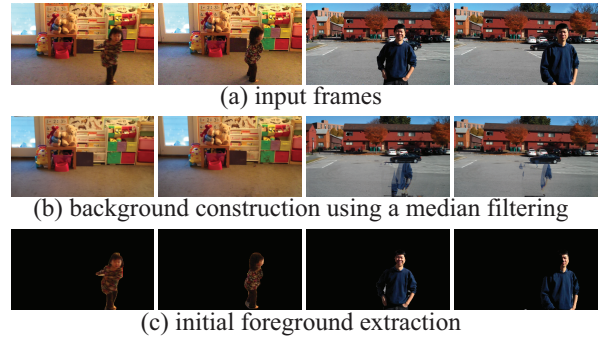 (a) input frames
(b) background construction using a median filtering
(c) initial foreground extraction